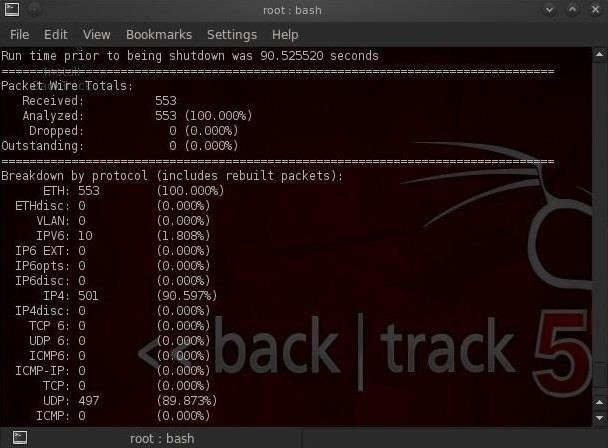 root : bash
File Edit View Bookmarks Settings Help
Run time prior to being shutdown was 90.525520 seconds
===============================================================================
Packet Wire Totals:
   Received:          553
   Analyzed:          553 (100.000%)
    Dropped:            0 (0.000%)
Outstanding:            0 (0.000%)
===============================================================================
Breakdown by protocol (includes rebuilt packets):
      ETH: 553        (100.000%)
  ETHdisc: 0          (0.000%)
     VLAN: 0          (0.000%)
     IPV6: 10         (1.808%)
  IP6 EXT: 0          (0.000%)
  IP6opts: 0          (0.000%)
  IP6disc: 0          (0.000%)
      IP4: 501        (90.597%)
  IP4disc: 0          (0.000%)
    TCP 6: 0          (0.000%)
    UDP 6: 0          (0.000%)
    ICMP6: 0          (0.000%)
  ICMP-IP: 0          (0.000%)
      TCP: 0          (0.000%)
      UDP: 497        (89.873%)
     ICMP: 0          (0.000%)
<< back | track 5
root : bash